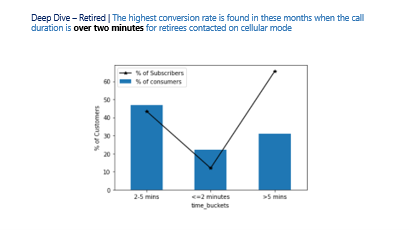 Deep Dive – Retired | The highest conversion rate is found in these months when the call
duration is over two minutes for retirees contacted on cellular mode
% of Subscribers
% of consumers
60
50
40
30
20
10
0
% of Customers
2-5 mins <=2 minutes >5 mins
time_buckets